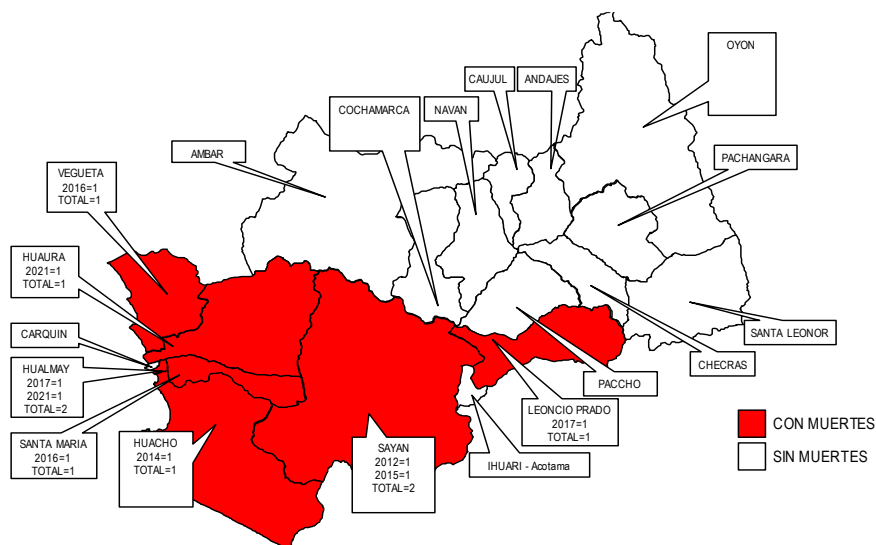 OYON
CAUJUL
ANDAJES
COCHAMARCA
NAVAN
AMBAR
PACHANGARA
VEGUETA
2016=1
TOTAL=1
HUAURA
2021=1
TOTAL=1
CARQUIN
HUALMAY
2017=1
2021=1
TOTAL=2
SANTA MARIA
2016=1
TOTAL=1
HUACHO
2014=1
TOTAL=1
SAYAN
2012=1
2015=1
TOTAL=2
IHUARI - Acotama
LEONCIO PRADO
2017=1
TOTAL=1
PACCHO
CHECRAS
SANTA LEONOR
CON MUERTES
SIN MUERTES